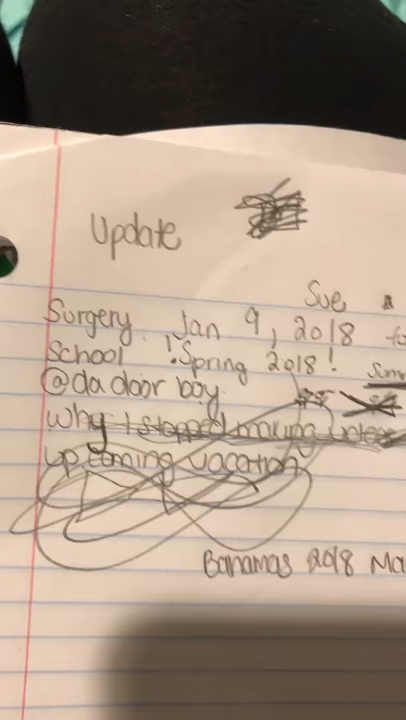 Update
Sue
Surgery Jan 9, 2018
School !Spring 2018!
@da door boy
Why I stopped making
up coming vacation
Bahamas 2018